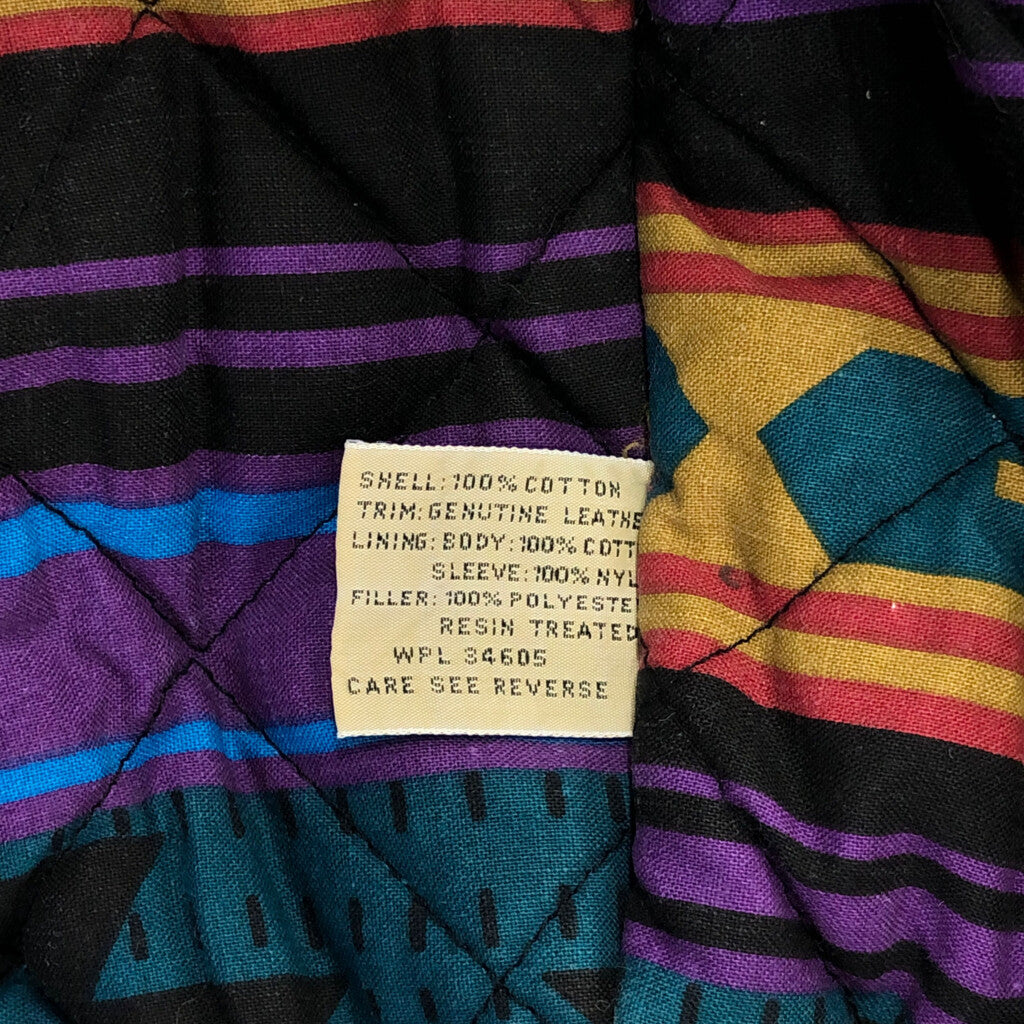 SHELL: 100% COTTON
TRIM: GENUTINE LEATHE
LINING: BODY: 100% COTT
SLEEVE: 100% NYL
FILLER: 100% POLYESTE
RESIN TREATED
WPL 34605
CARE SEE REVERSE